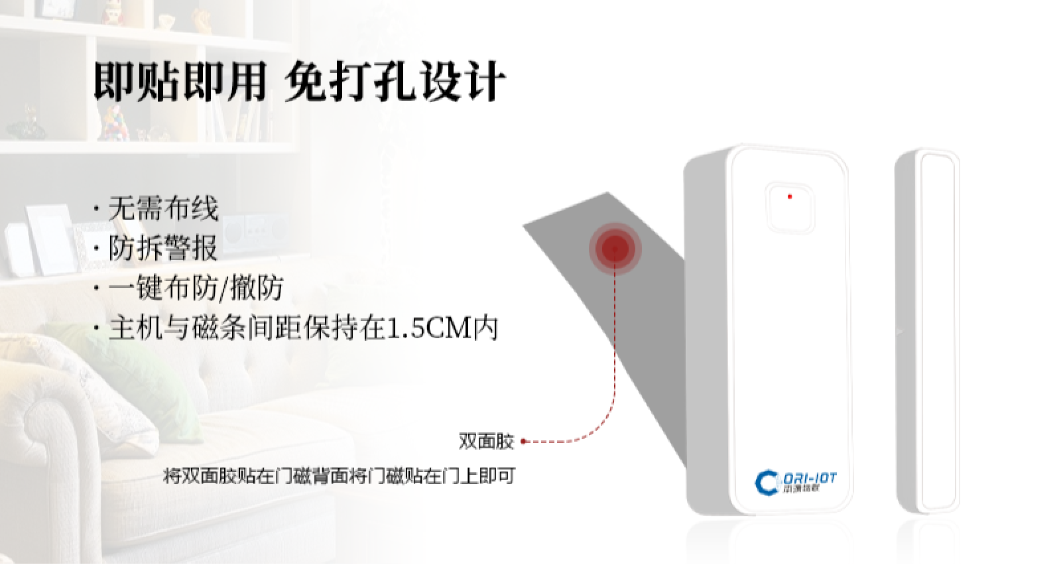 即贴即用 免打孔设计
· 无需布线
· 防拆警报
· 一键布防/撤防
· 主机与磁条间距保持在1.5CM内
双面胶
将双面胶贴在门磁背面将门磁贴在门上即可
ORI-IOT